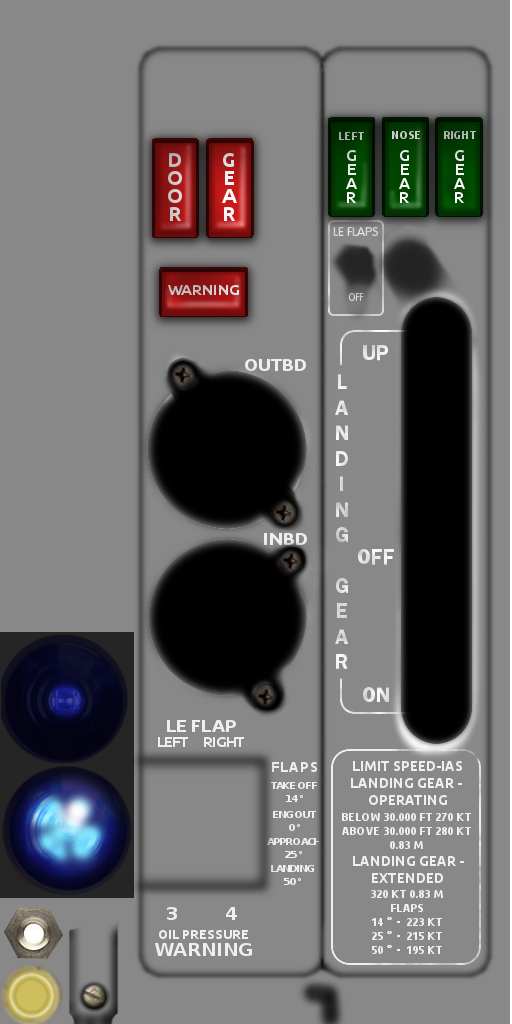 DOOR
GEAR
WARNING
OUTBD
INBD
LE FLAP
LEFT RIGHT
FLAPS
TAKE OFF
14°
ENG OUT
0°
APPROACH
25°
LANDING
50°
3 4
OIL PRESSURE
WARNING
LEFT GEAR
NOSE GEAR
RIGHT GEAR
LE FLAPS
OFF
UP
LANDING GEAR
OFF
ON
LIMIT SPEED-IAS
LANDING GEAR -
OPERATING
BELOW 30.000 FT 270 KT
ABOVE 30.000 FT 280 KT
0.83 M
LANDING GEAR -
EXTENDED
320 KT 0.83 M
FLAPS
14 ° - 223 KT
25 ° - 215 KT
50 ° - 195 KT